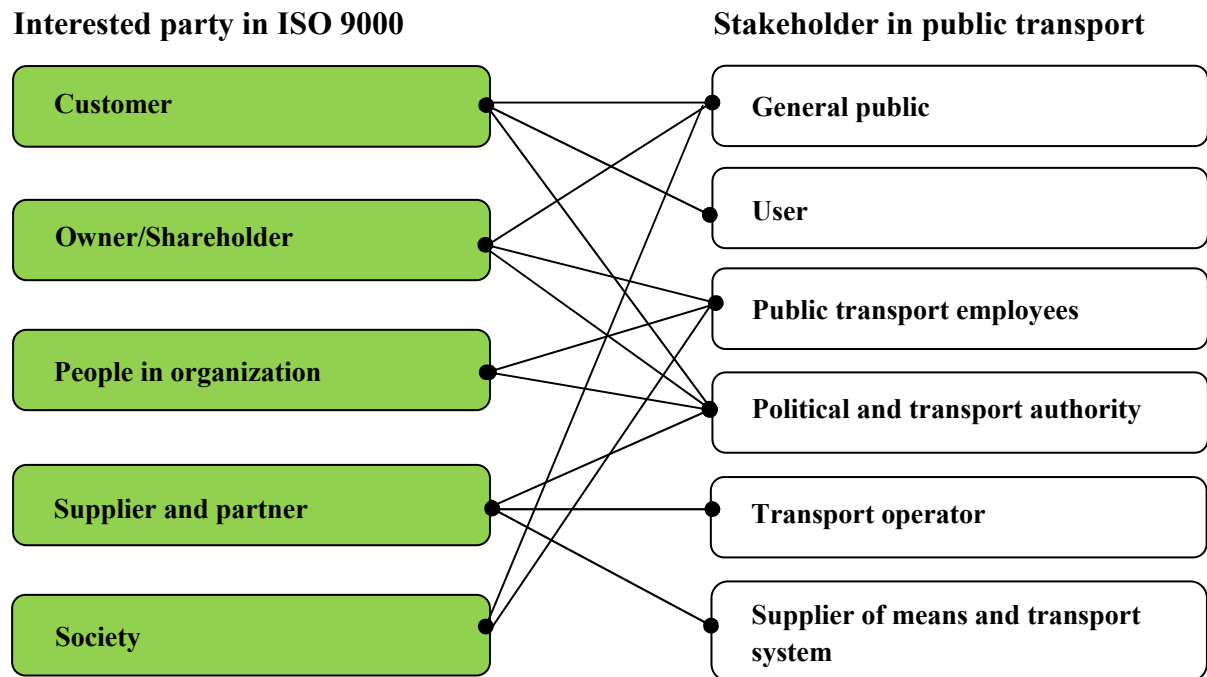 Interested party in ISO 9000
Stakeholder in public transport
Customer
Owner/Shareholder
People in organization
Supplier and partner
Society
General public
User
Public transport employees
Political and transport authority
Transport operator
Supplier of means and transport
system